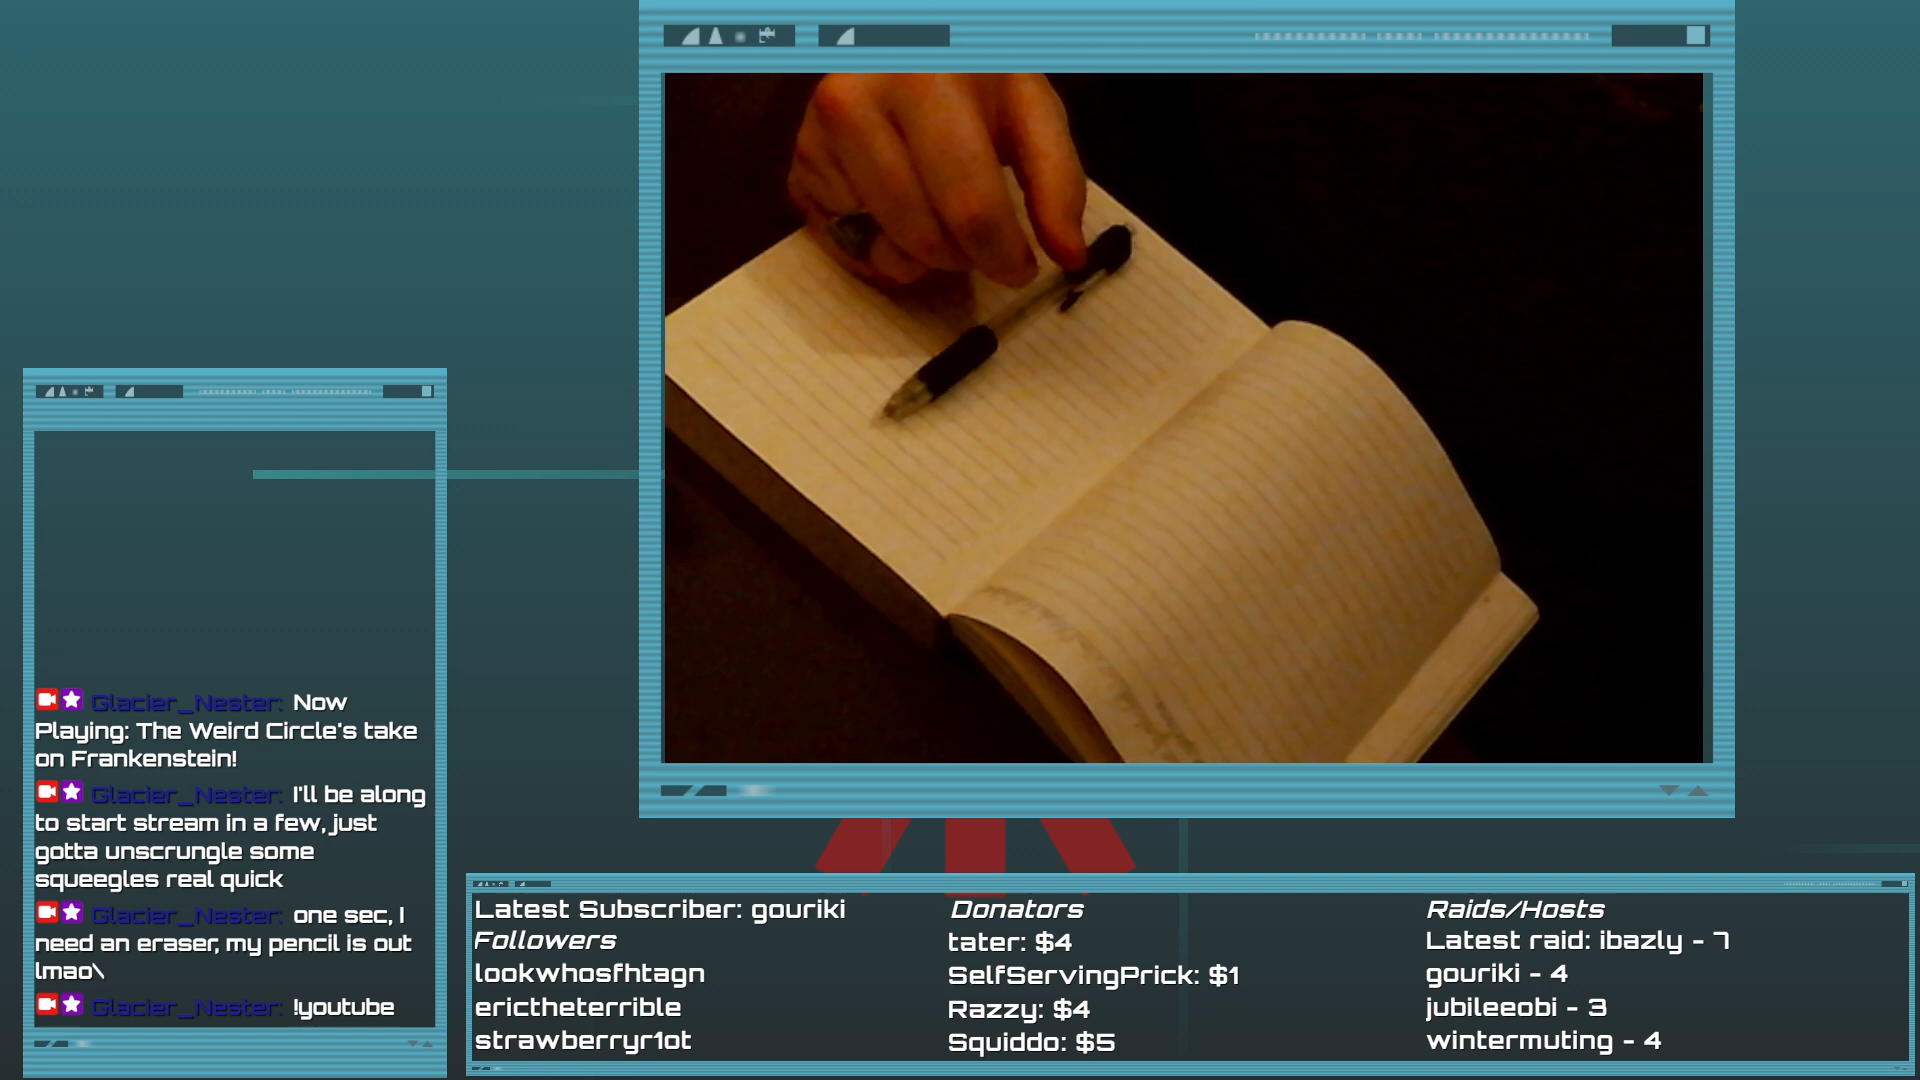 Glacier_Nester: Now
Playing: The Weird Circle's take
on Frankenstein!
Glacier_Nester: I'll be along
to start stream in a few, just
gotta unscrungle some
squeegles real quick
Glacier_Nester: one sec, I
need an eraser, my pencil is out
lmao\
Glacier_Nester: !youtube
Latest Subscriber: gouriki
Followers
lookwhosfhtagn
erictheterrible
strawberryr1ot
Donators
tater: $4
SelfServingPrick: $1
Razzy: $4
Squiddo: $5
Raids/Hosts
Latest raid: ibazly - 7
gouriki - 4
jubileeobi - 3
wintermuting - 4